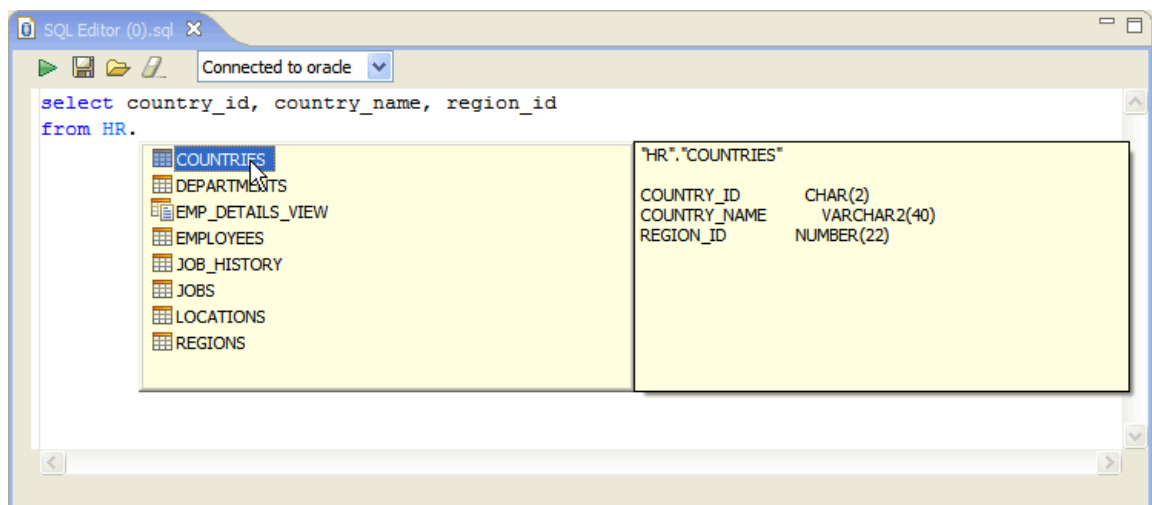 SQL Editor (0).sql
Connected to oracle
select country_id, country_name, region_id
from HR.
COUNTRIES
DEPARTMENTS
EMP_DETAILS_VIEW
EMPLOYEES
JOB_HISTORY
JOBS
LOCATIONS
REGIONS
"HR"."COUNTRIES"
COUNTRY_ID CHAR(2)
COUNTRY_NAME VARCHAR2(40)
REGION_ID NUMBER(22)